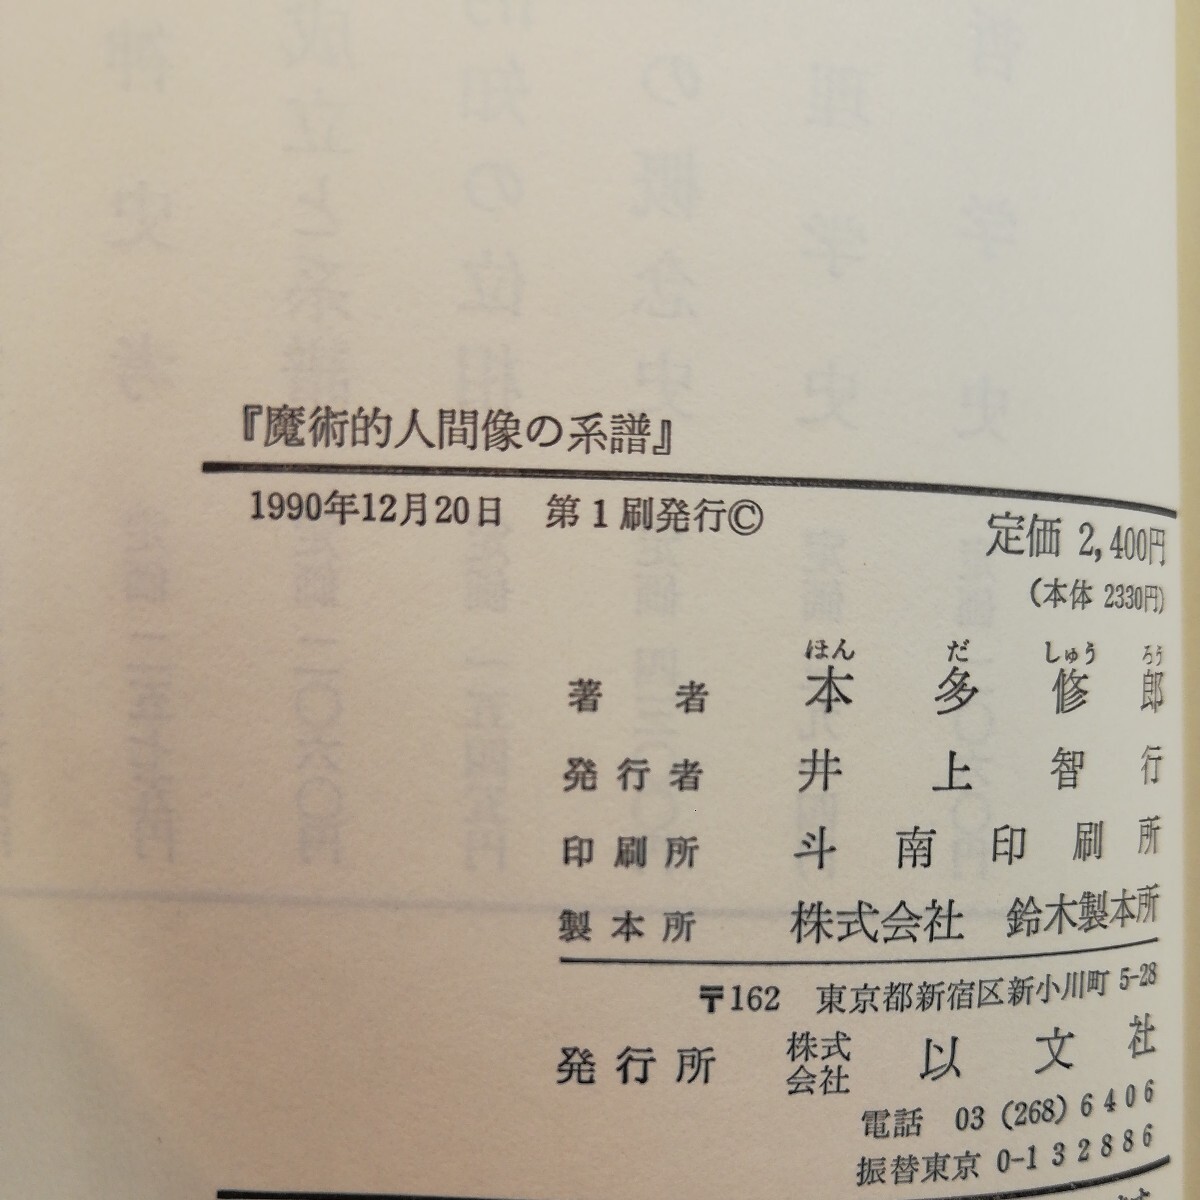 『魔術的人間像の系譜』
1990年12月20日 第1刷発行©
定価 2,400円
(本体 2330円)
ほん だ しゅう ろう
著者 本多修郎
発行者 井上智行
印刷所 斗南印刷所
製本所 株式会社 鈴木製本所
〒162 東京都新宿区新小川町 5-28
発行所 株式会社 以文社
電話 03 (268) 6406
振替東京 0-132886